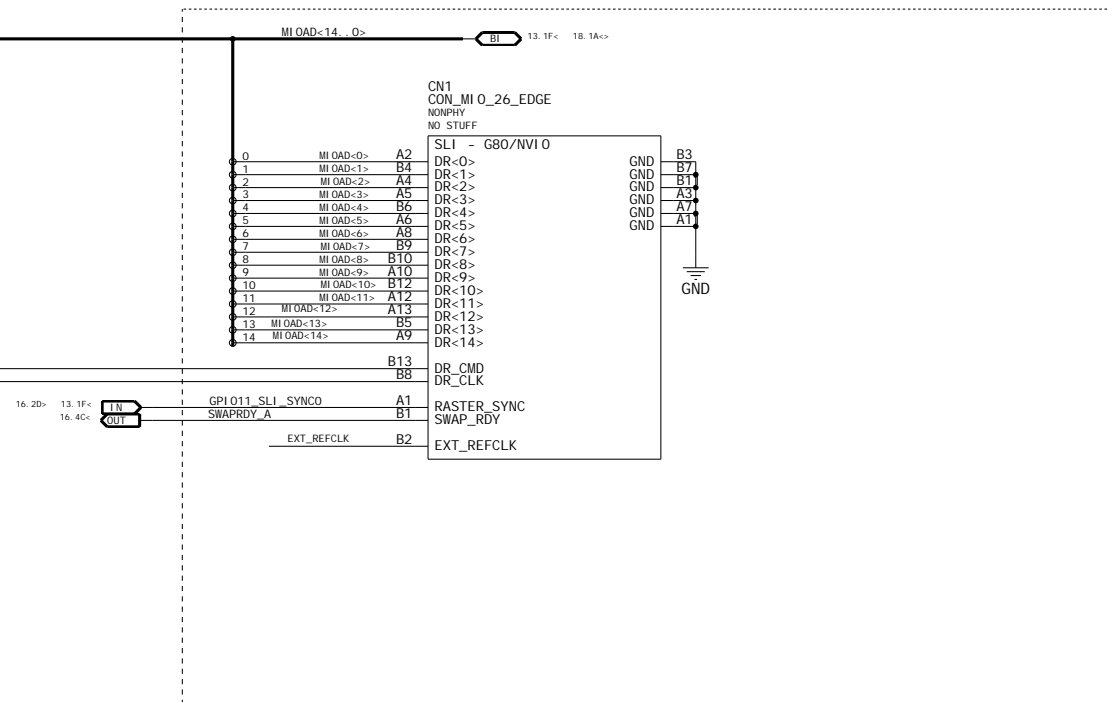 MIOAD<14..0>
BI 13.1F< 18.1A<>
CN1
CON_MIO_26_EDGE
NONPHY
NO STUFF
SLI - G80/NVIO
0 MIOAD<0> A2 DR<0> GND B3
1 MIOAD<1> B4 DR<1> GND B7
2 MIOAD<2> A4 DR<2> GND B1
3 MIOAD<3> A5 DR<3> GND A3
4 MIOAD<4> B6 DR<4> GND A7
5 MIOAD<5> A6 DR<5> GND A1
6 MIOAD<6> A8 DR<6>
7 MIOAD<7> B9 DR<7>
8 MIOAD<8> B10 DR<8>
9 MIOAD<9> A10 DR<9>
10 MIOAD<10> B12 DR<10>
11 MIOAD<11> A12 DR<11>
12 MIOAD<12> A13 DR<12>
13 MIOAD<13> B5 DR<13>
14 MIOAD<14> A9 DR<14>
GND
B13 DR_CMD
B8 DR_CLK
16.2D> 13.1F< IN GPIO11_SLI_SYNC0 A1 RASTER_SYNC
16.4C< OUT SWAPRDY_A B1 SWAP_RDY
EXT_REFCLK B2 EXT_REFCLK